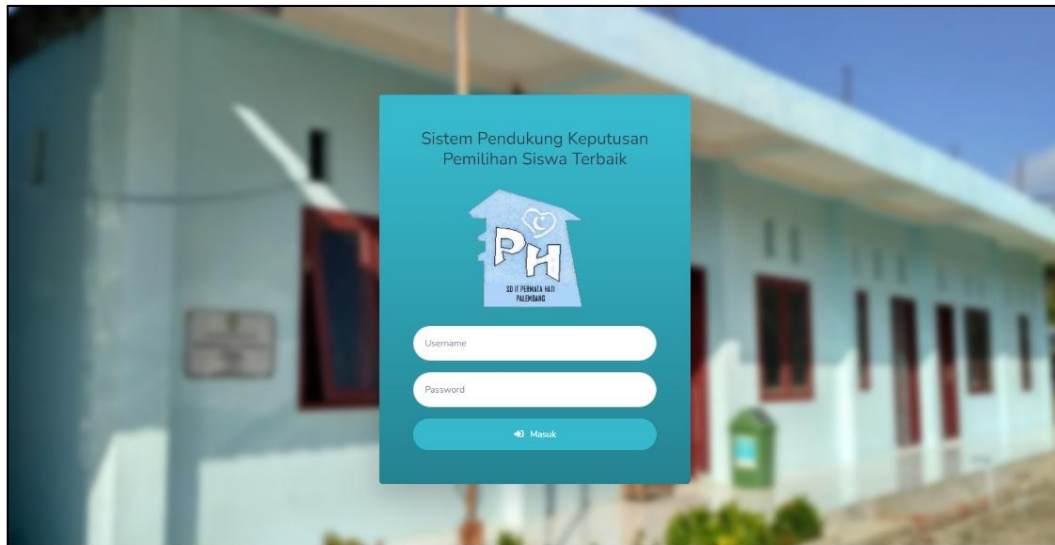 Sistem Pendukung Keputusan
Pemilihan Siswa Terbaik
PH
SD IT PERMATA HATI
PALEMBANG
Username
Password
Masuk